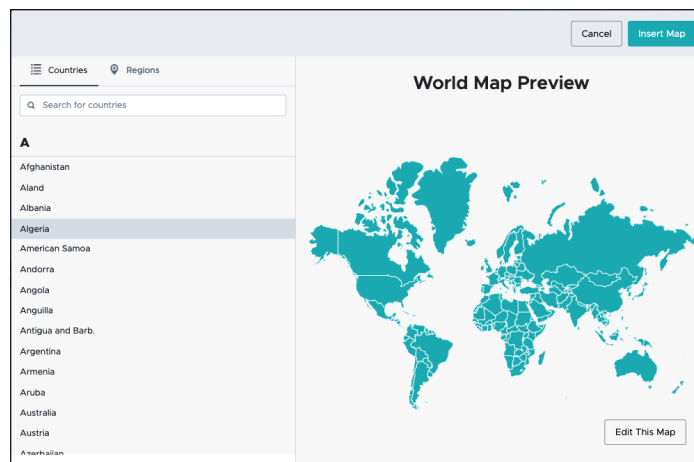 Cancel
Insert Map
Countries
Regions
Search for countries
World Map Preview
A
Afghanistan
Aland
Albania
Algeria
American Samoa
Andorra
Angola
Anguilla
Antigua and Barb.
Argentina
Armenia
Aruba
Australia
Austria
Azerbaijan
Edit This Map